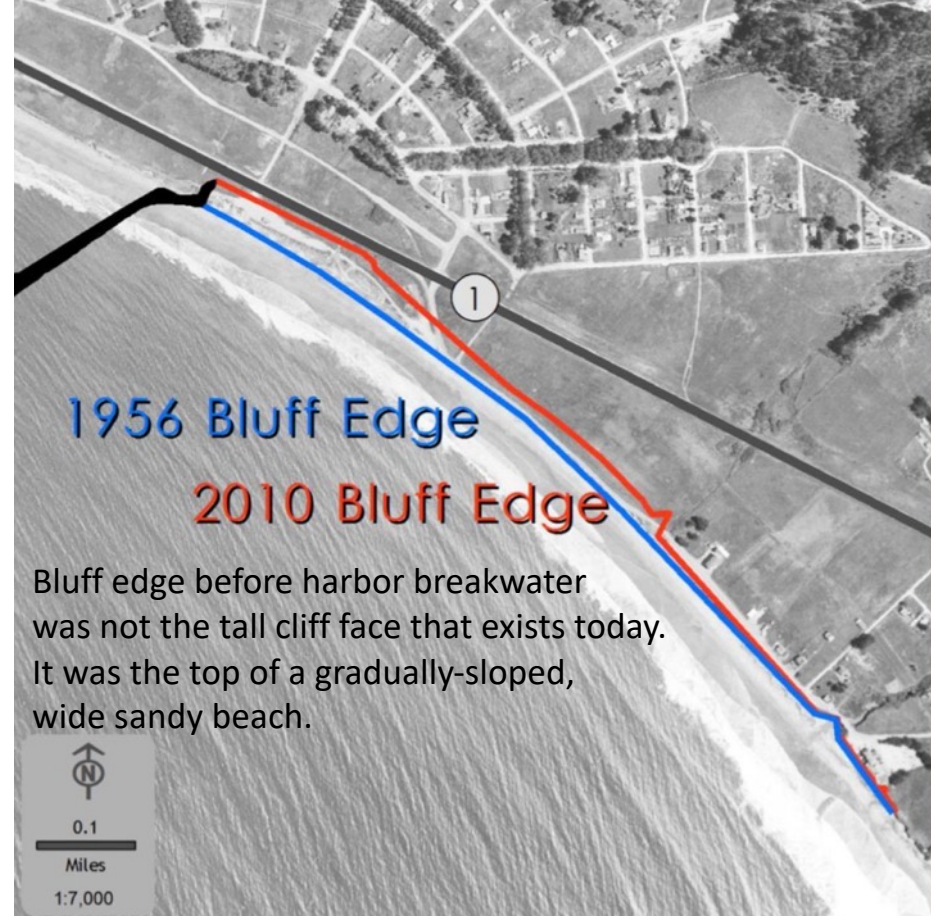 1
1956 Bluff Edge
2010 Bluff Edge
Bluff edge before harbor breakwater
was not the tall cliff face that exists today.
It was the top of a gradually-sloped,
wide sandy beach.
N
0.1
Miles
1:7,000